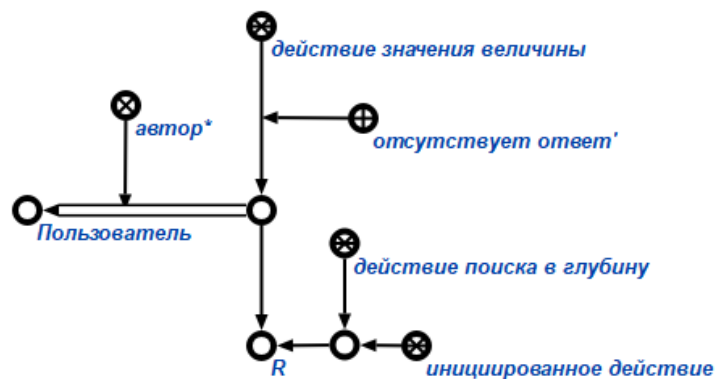 действие значения величины
автор*
отсутствует ответ'
Пользователь
действие поиска в глубину
R
инициированное действие